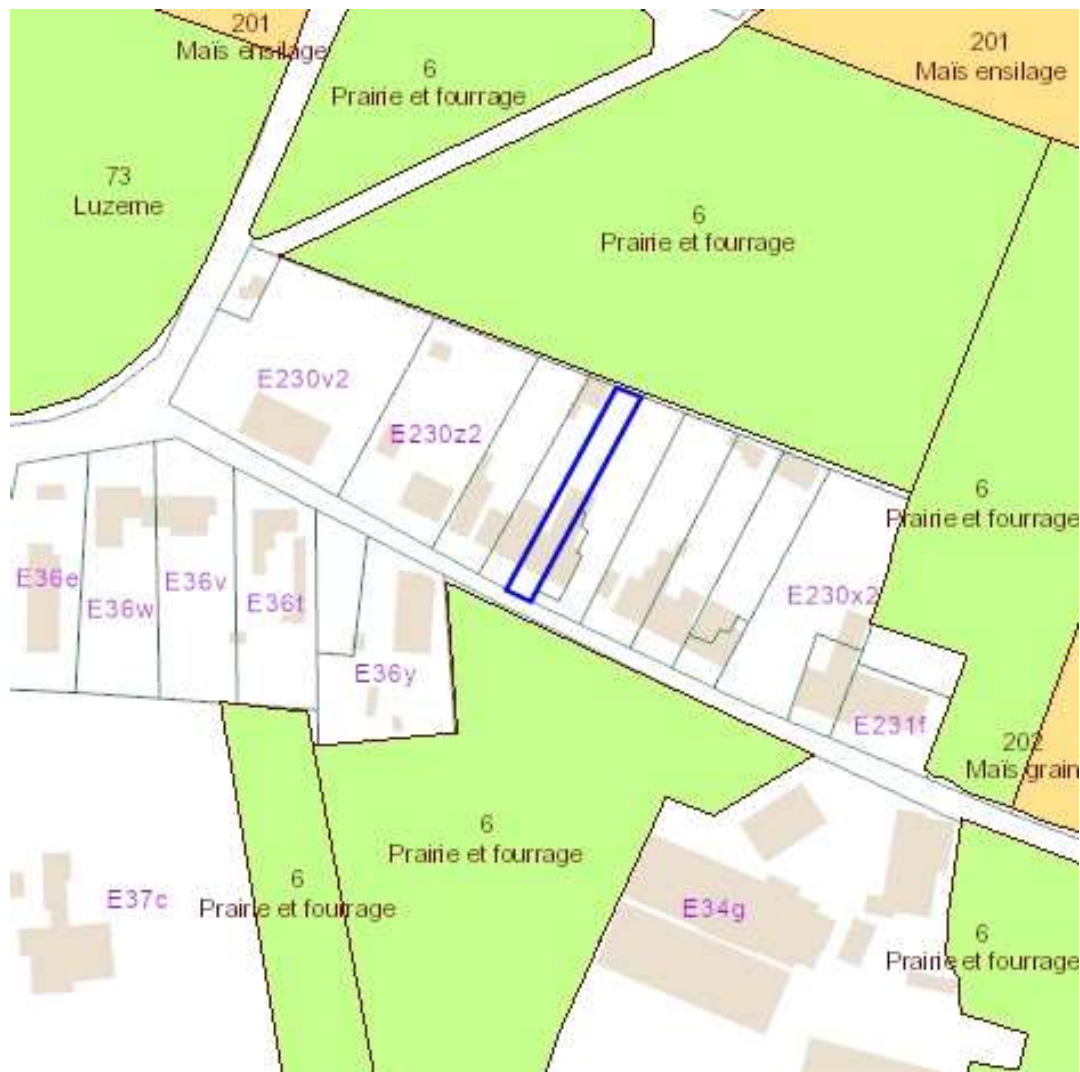 201
Maïs ensilage
6
Prairie et fourrage
201
Maïs ensilage
73
Luzerne
6
Prairie et fourrage
E230v2
E230z2
6
Prairie et fourrage
E36e
E36w
E36v
E36t
E230x2
E36y
E231f
202
Maïs grain
6
Prairie et fourrage
E37c
6
Prairie et fourrage
E34g
6
Prairie et fourrage